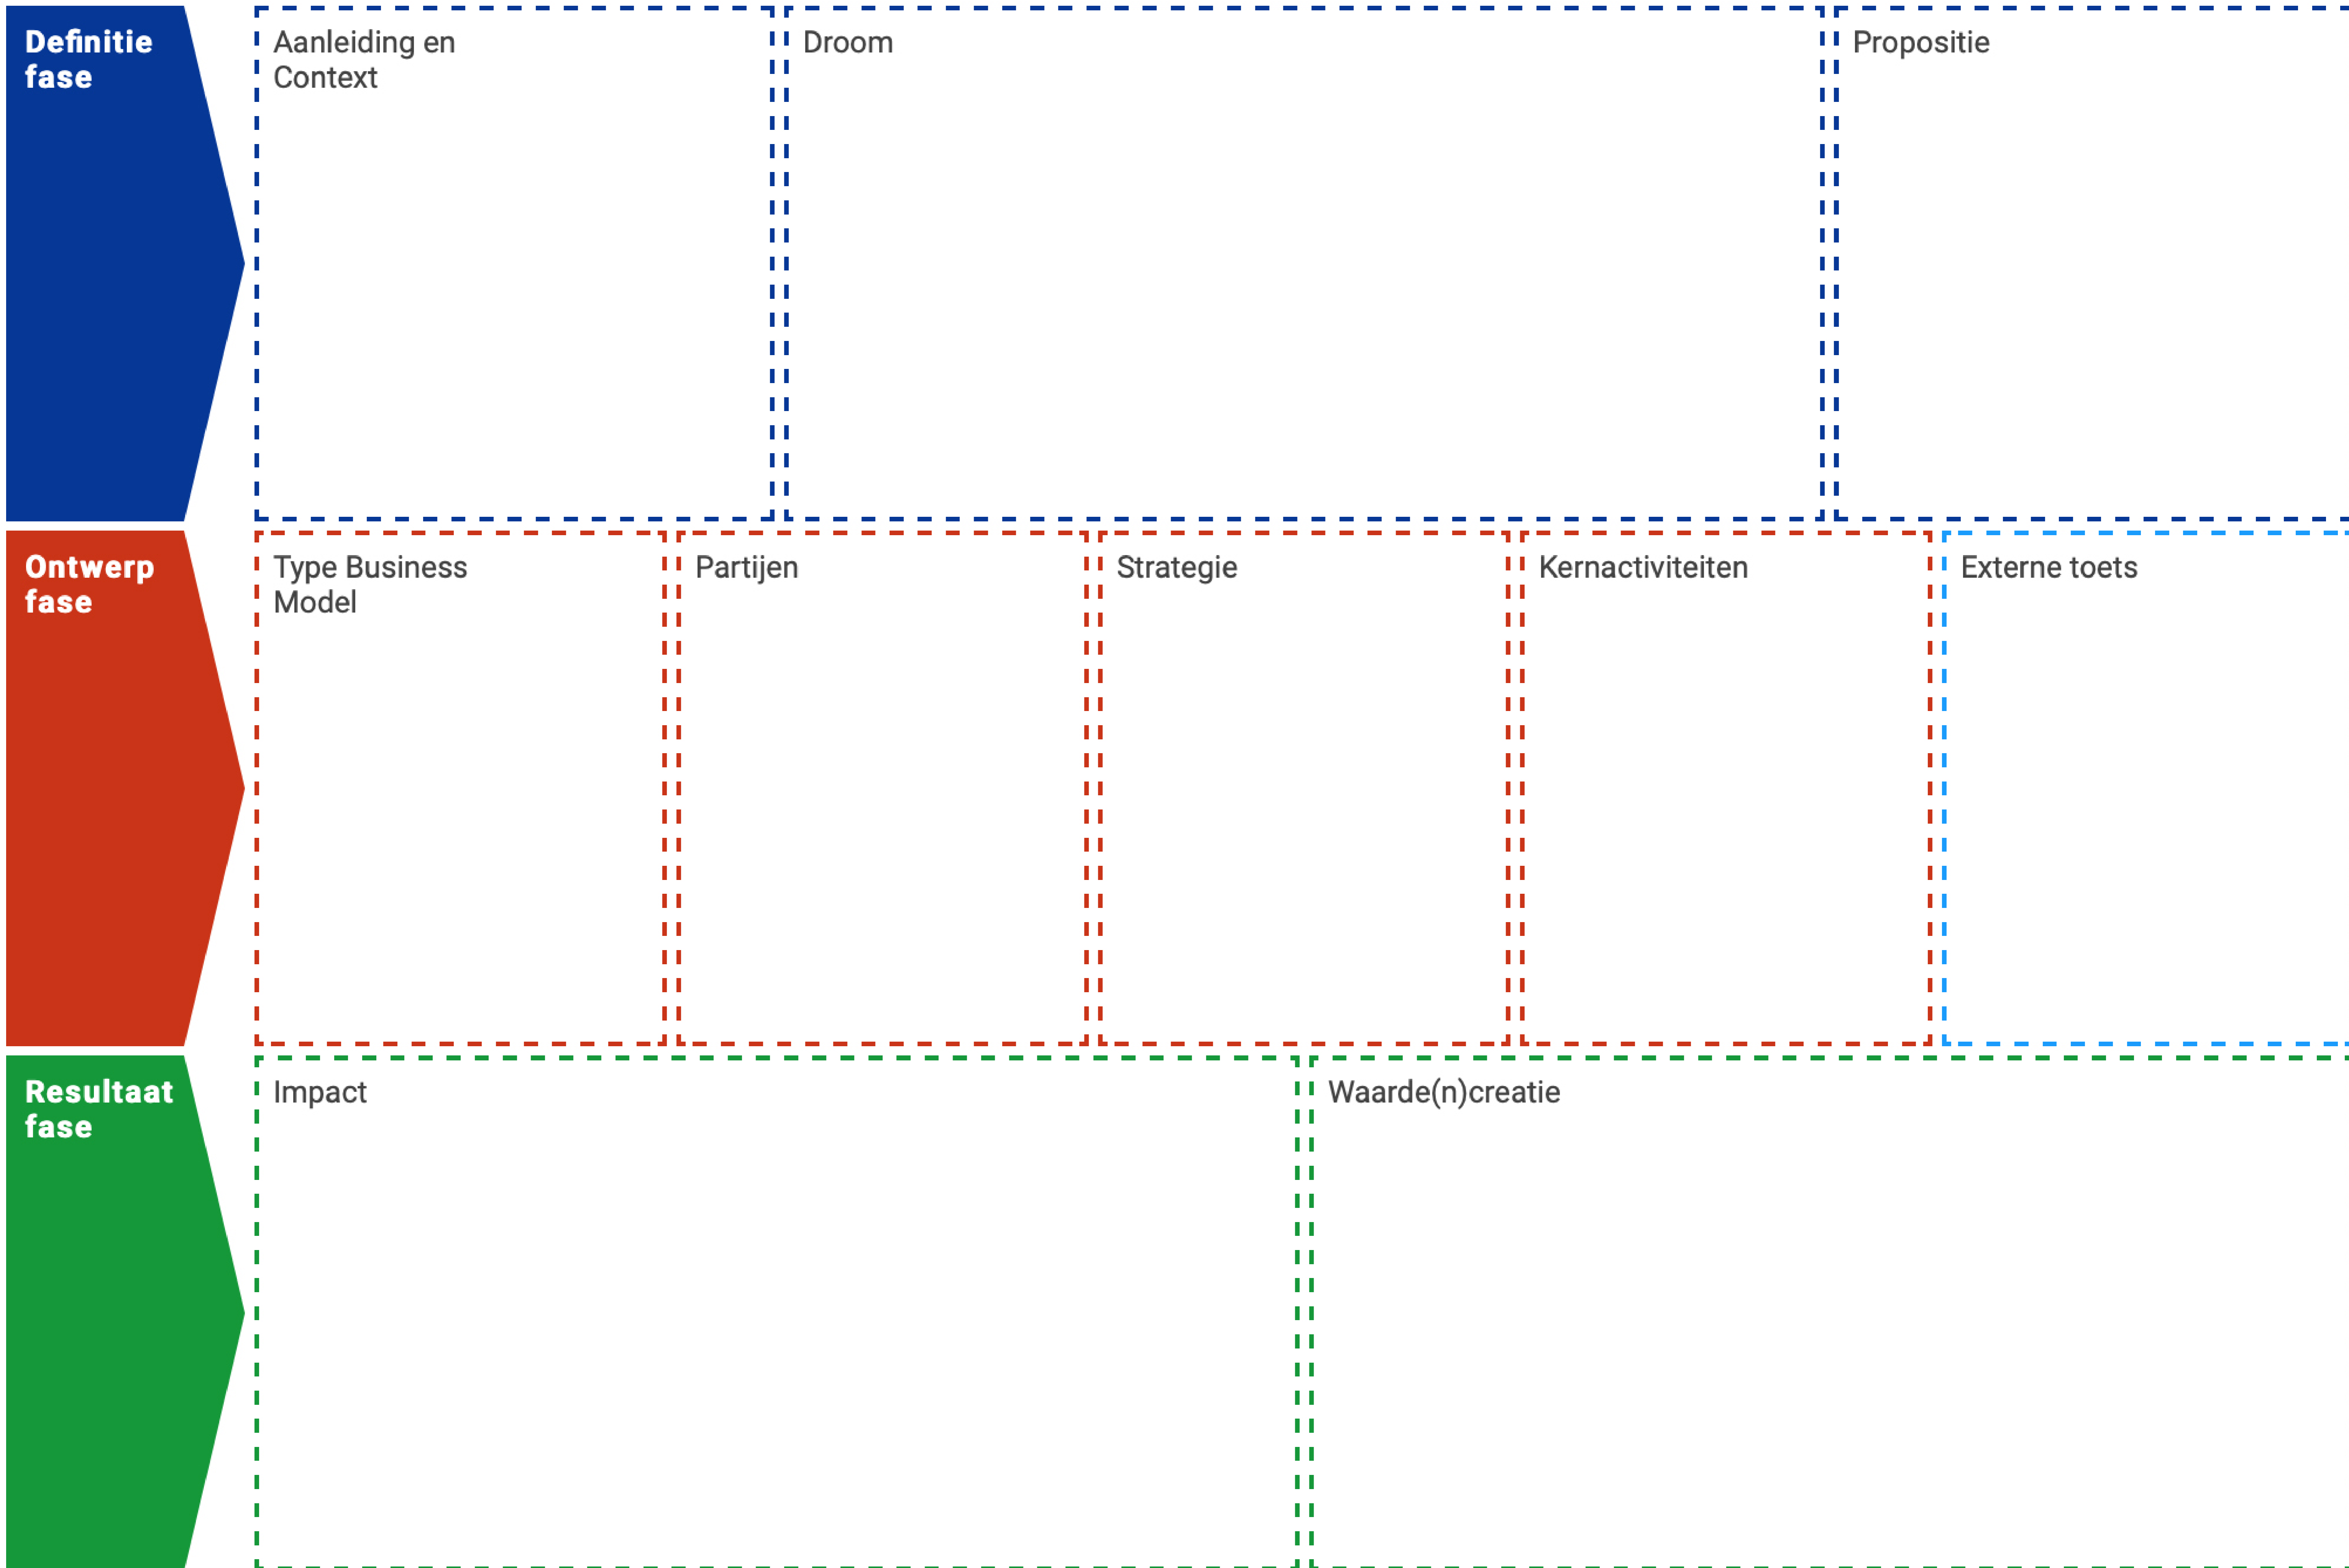 Definitie
fase
Aanleiding en
Context
Droom
Propositie
Ontwerp
fase
Type Business
Model
Partijen
Strategie
Kernactiviteiten
Externe toets
Resultaat
fase
Impact
Waarde(n)creatie